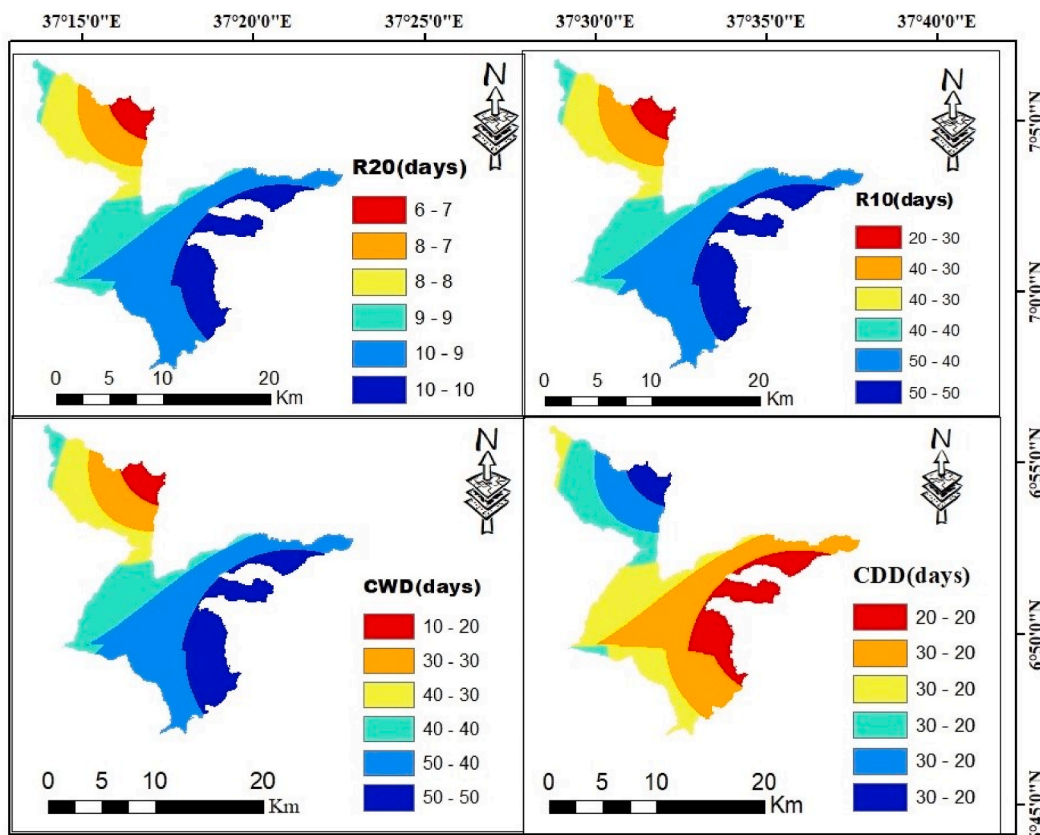 37°15'0"E 37°20'0"E 37°25'0"E 37°30'0"E 37°35'0"E 37°40'0"E
N
R20(days)
6 - 7
8 - 7
8 - 8
9 - 9
10 - 9
10 - 10
0 5 10 20
Km
N
R10(days)
20 - 30
40 - 30
40 - 30
40 - 40
50 - 40
50 - 50
0 5 10 20
Km
7°5'0"N
7°0'0"N
N
CWD(days)
10 - 20
30 - 30
40 - 30
40 - 40
50 - 40
50 - 50
0 5 10 20
Km
N
CDD(days)
20 - 20
30 - 20
30 - 20
30 - 20
30 - 20
30 - 20
0 5 10 20
Km
6°55'0"N
6°50'0"N
6°45'0"N